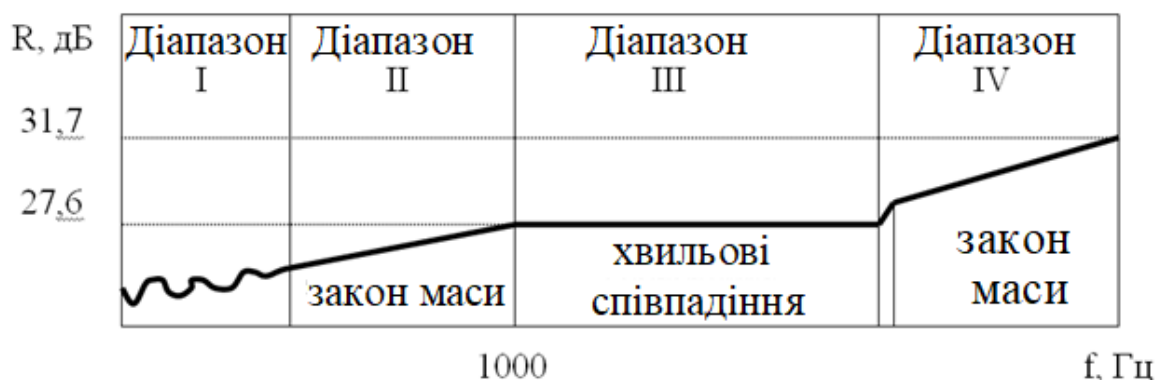 R, дБ
Діапазон Діапазон Діапазон Діапазон
I II III IV
31,7
27,6
хвильові закон
закон маси співпадіння маси
1000 f, Гц